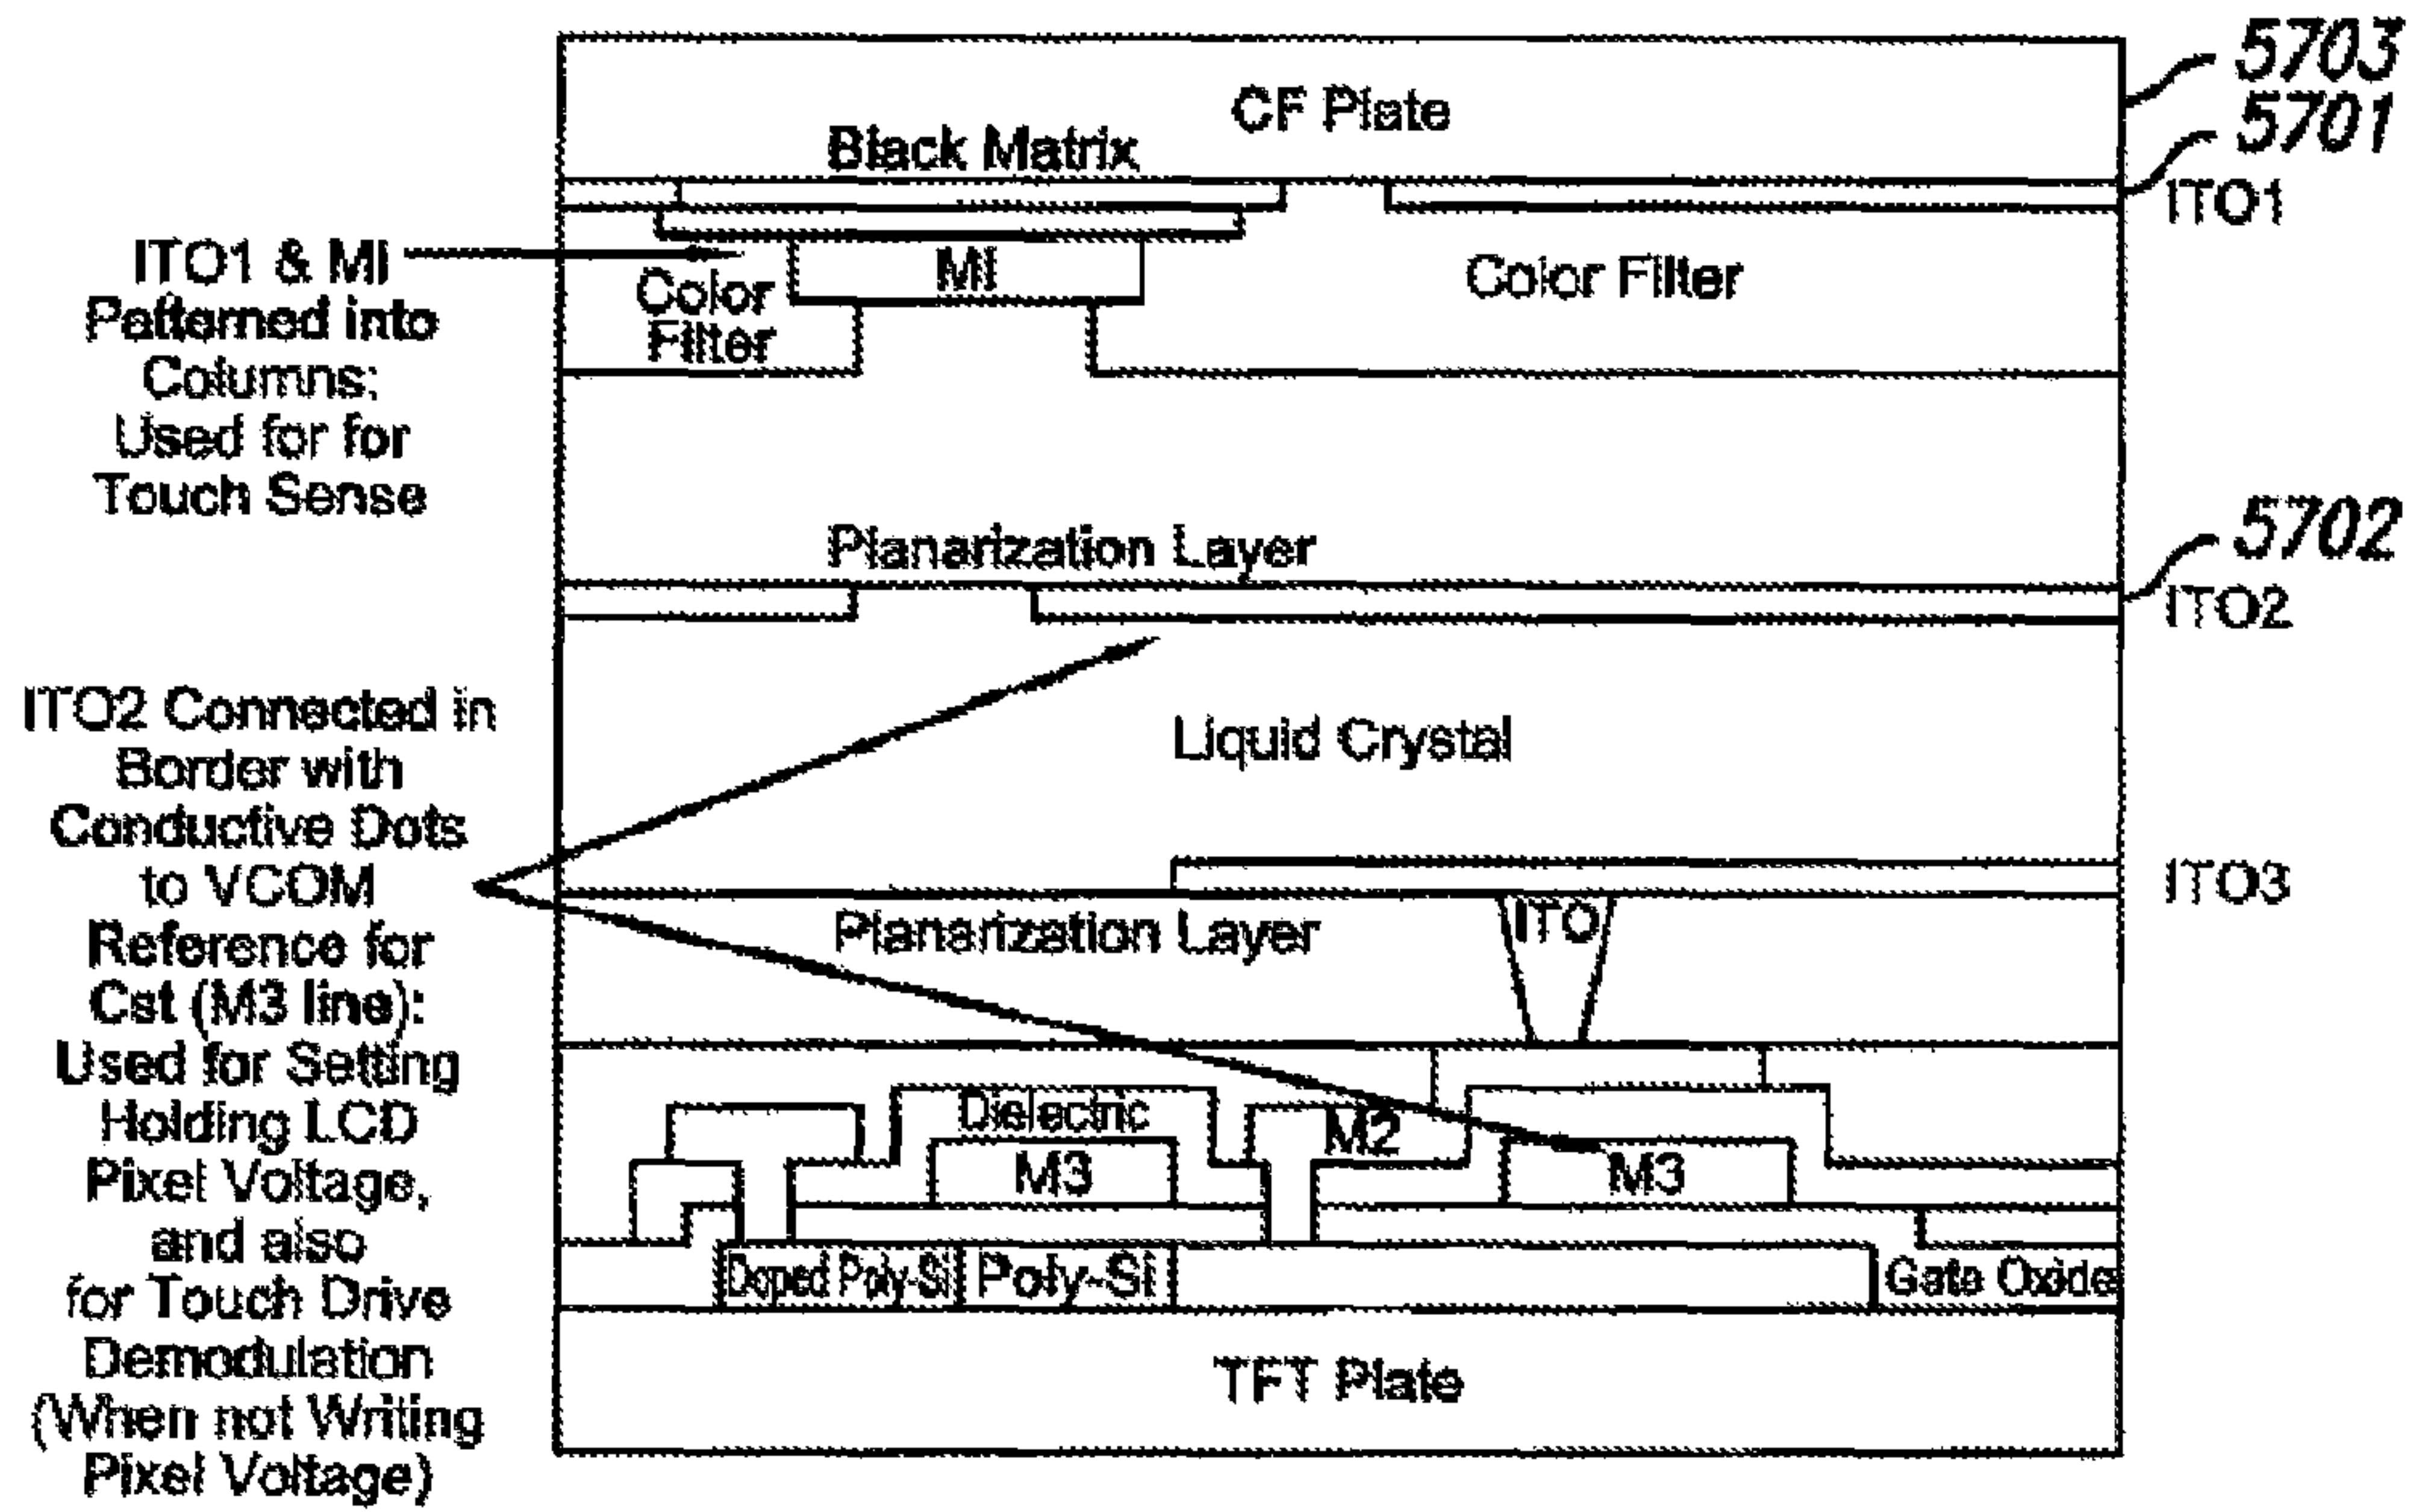 5703
CF Plate
5701
Black Matrix
ITO1
ITO1 & MI
Patterned into
Columns:
Used for for
Touch Sense
MI
Color
Filter
Color Filter
5702
Planarization Layer
ITO2
ITO2 Connected in
Border with
Conductive Dots
to VCOM
Reference for
Cst (M3 line):
Used for Setting
Holding LCD
Pixel Voltage,
and also
for Touch Drive
Demodulation
(When not Writing
Pixel Voltage)
Liquid Crystal
ITO3
Planarization Layer
ITO
Dielectric
M2
M3
M3
Doped Poly-Si
Poly-Si
Gate Oxide
TFT Plate